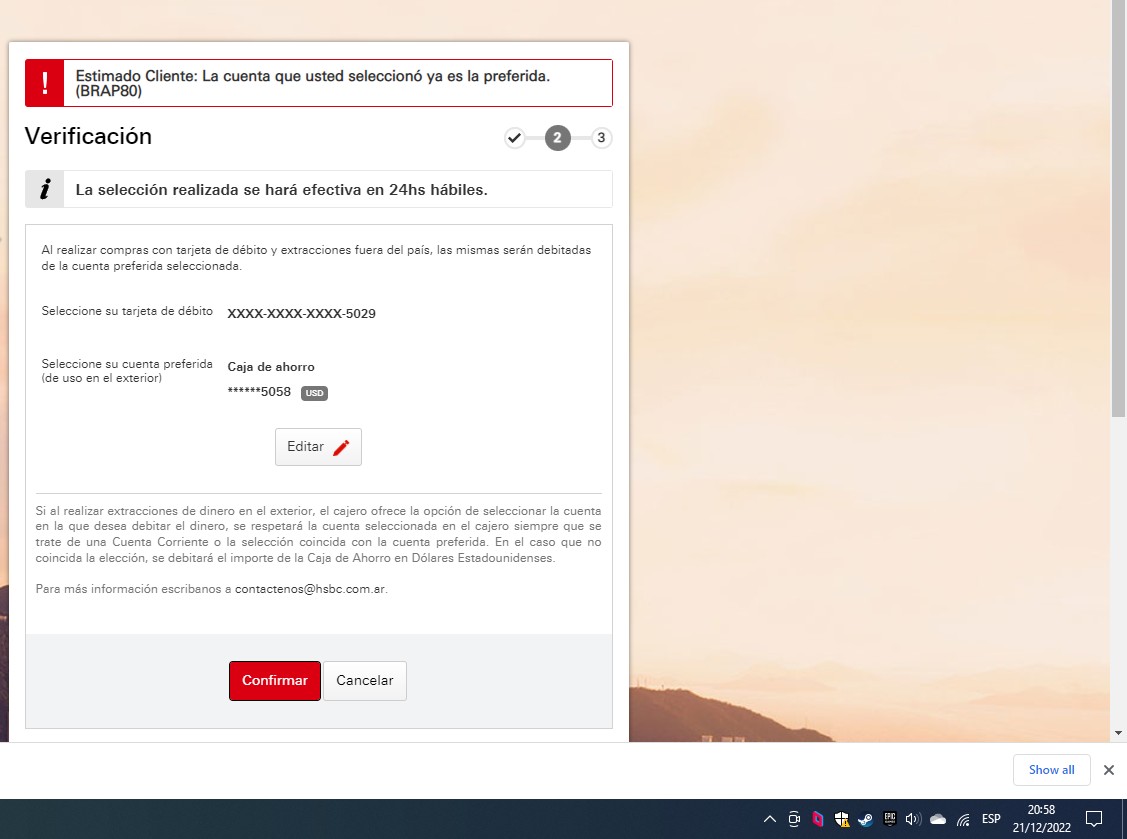 Estimado Cliente: La cuenta que usted seleccionó ya es la preferida.
(BRAP80)
Verificación
2
3
La selección realizada se hará efectiva en 24hs hábiles.
Al realizar compras con tarjeta de débito y extracciones fuera del país, las mismas serán debitadas
de la cuenta preferida seleccionada.
Seleccione su tarjeta de débito XXXX-XXXX-XXXX-5029
Seleccione su cuenta preferida
(de uso en el exterior)
Caja de ahorro
******5058 USD
Editar
Si al realizar extracciones de dinero en el exterior, el cajero ofrece la opción de seleccionar la cuenta
en la que desea debitar el dinero, se respetará la cuenta seleccionada en el cajero siempre que se
trate de una Cuenta Corriente o la selección coincida con la cuenta preferida. En el caso que no
coincida la elección, se debitará el importe de la Caja de Ahorro en Dólares Estadounidenses.
Para más información escribanos a contactenos@hsbc.com.ar.
Confirmar Cancelar
Show all
ESP
20:58
21/12/2022